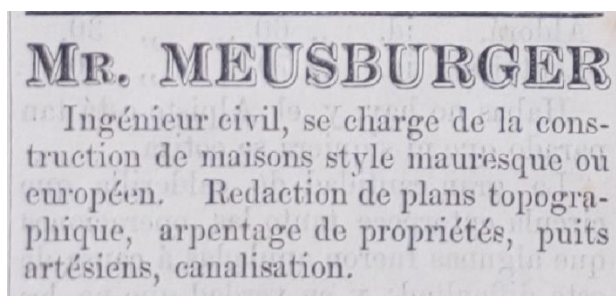 MR. MEUSBURGER
Ingénieur civil, se charge de la cons-
truction de maisons style mauresque ou
européen. Redaction de plans topogra-
phique, arpentage de propriétés, puits
artésiens, canalisation.